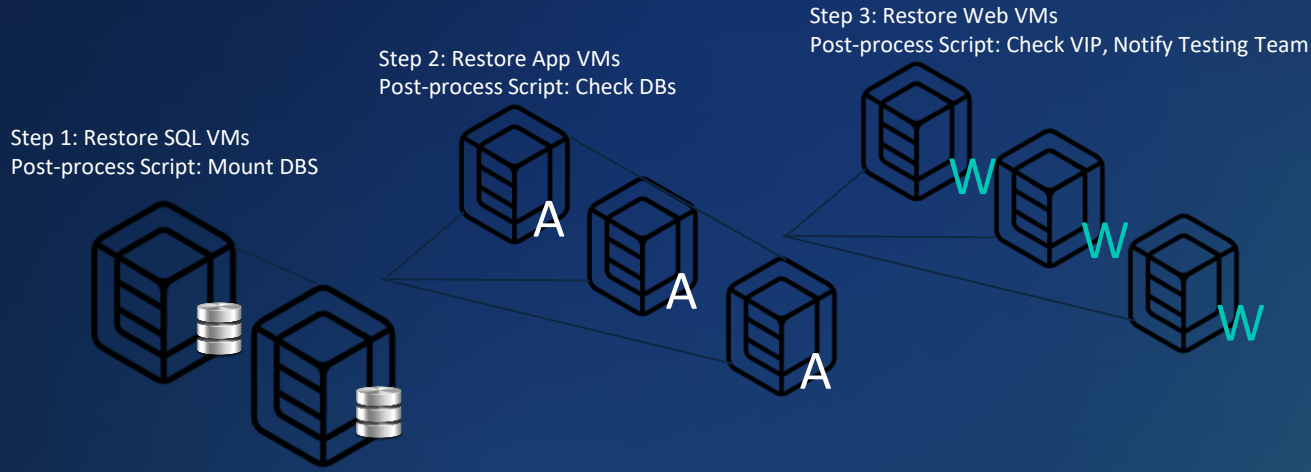 Step 1: Restore SQL VMs
Post-process Script: Mount DBS
Step 2: Restore App VMs
Post-process Script: Check DBs
A
A
A
Step 3: Restore Web VMs
Post-process Script: Check VIP, Notify Testing Team
W
W
W